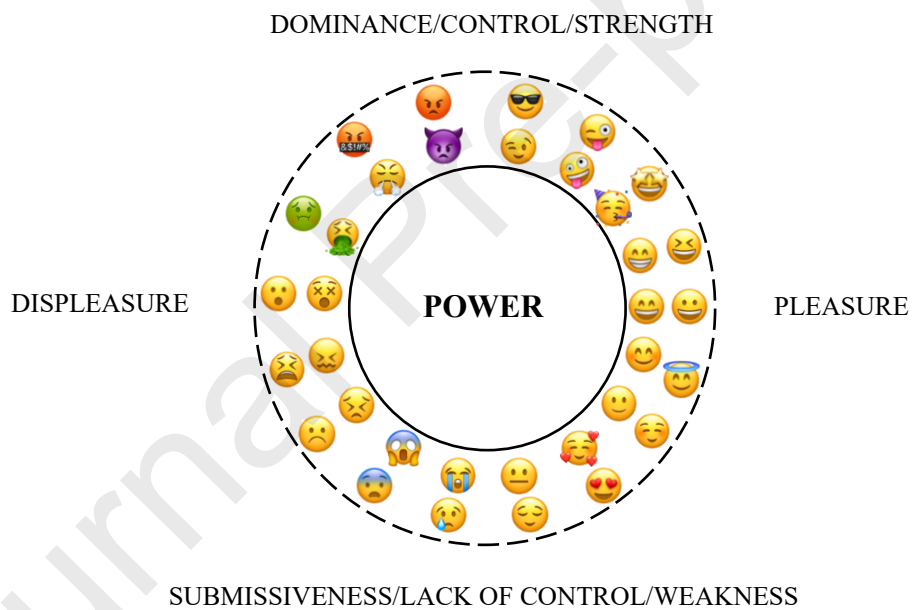 DOMINANCE/CONTROL/STRENGTH
&$!#%
DISPLEASURE
POWER
PLEASURE
SUBMISSIVENESS/LACK OF CONTROL/WEAKNESS